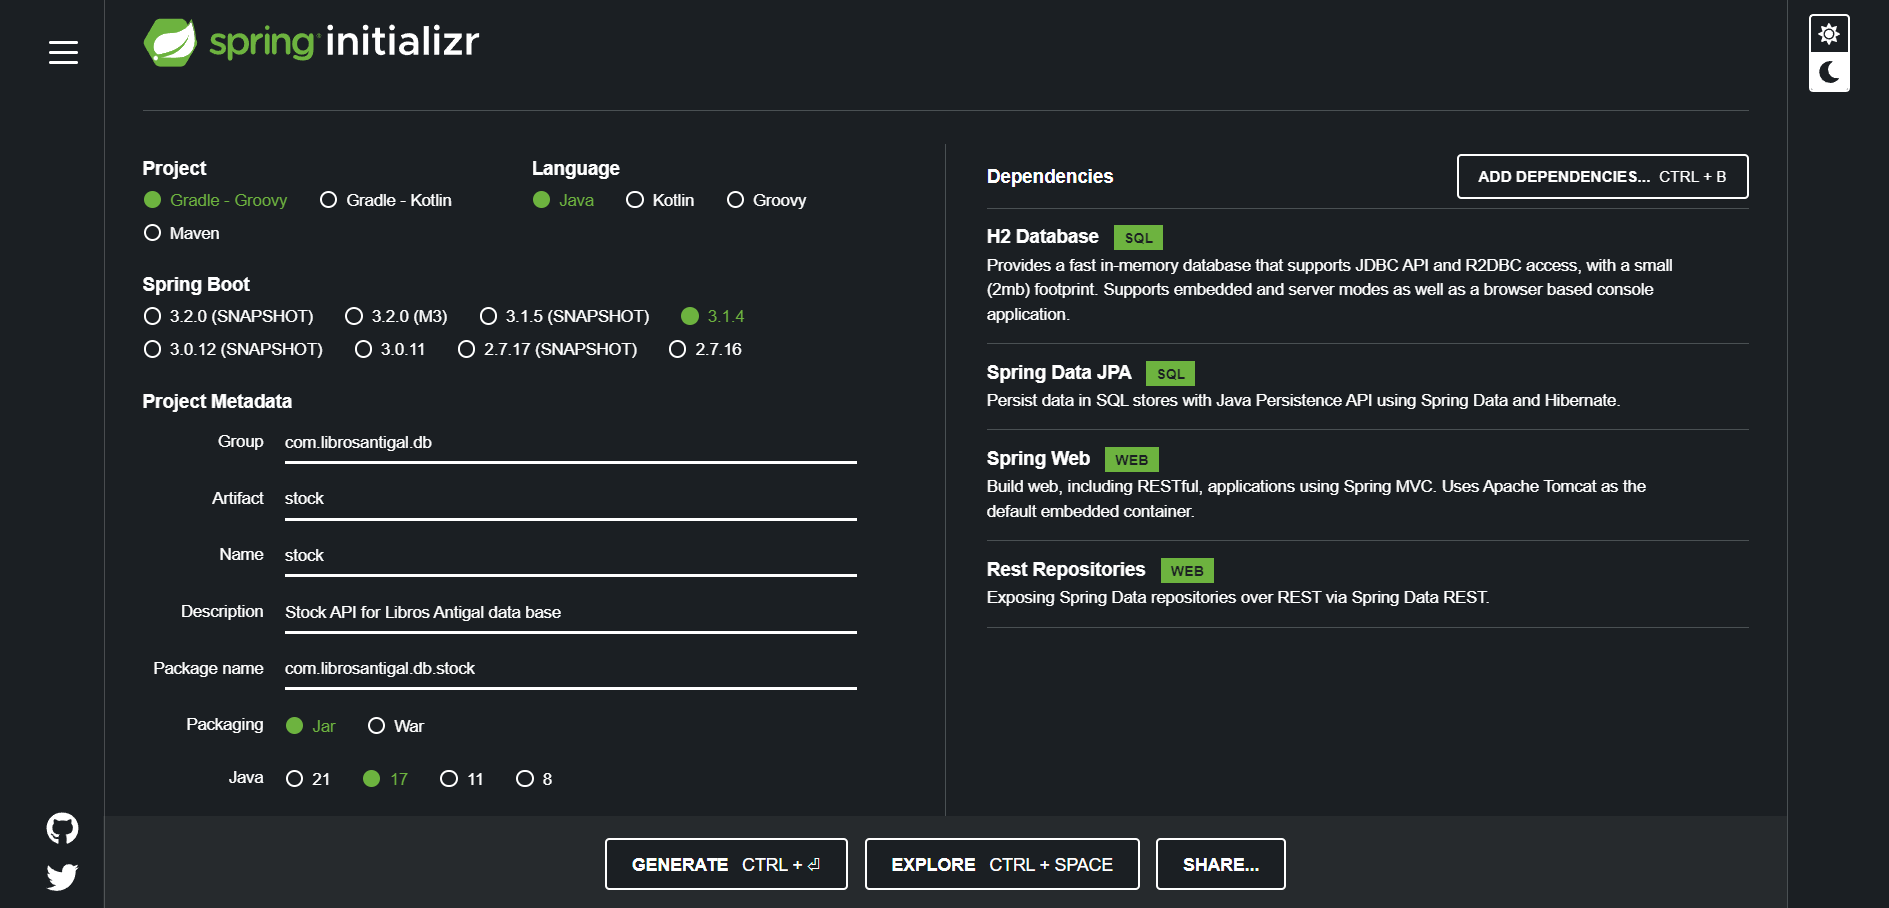 spring initializr
Project
Gradle - Groovy Gradle - Kotlin
Maven
Language
Java Kotlin Groovy
Spring Boot
3.2.0 (SNAPSHOT) 3.2.0 (M3) 3.1.5 (SNAPSHOT) 3.1.4
3.0.12 (SNAPSHOT) 3.0.11 2.7.17 (SNAPSHOT) 2.7.16
Project Metadata
Group com.librosantigal.db
Artifact stock
Name stock
Description Stock API for Libros Antigal data base
Package name com.librosantigal.db.stock
Packaging Jar War
Java 21 17 11 8
Dependencies
ADD DEPENDENCIES... CTRL + B
H2 Database SQL
Provides a fast in-memory database that supports JDBC API and R2DBC access, with a small
(2mb) footprint. Supports embedded and server modes as well as a browser based console
application.
Spring Data JPA SQL
Persist data in SQL stores with Java Persistence API using Spring Data and Hibernate.
Spring Web WEB
Build web, including RESTful, applications using Spring MVC. Uses Apache Tomcat as the
default embedded container.
Rest Repositories WEB
Exposing Spring Data repositories over REST via Spring Data REST.
GENERATE CTRL + ⏎
EXPLORE CTRL + SPACE
SHARE...